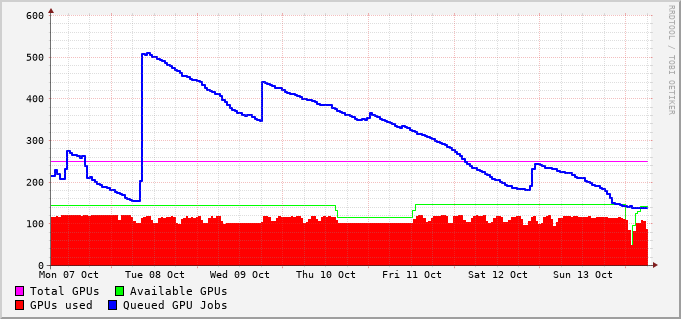 600
500
400
300
200
100
0
Mon 07 Oct Tue 08 Oct Wed 09 Oct Thu 10 Oct Fri 11 Oct Sat 12 Oct Sun 13 Oct
Total GPUs Available GPUs
GPUs used Queued GPU Jobs
RRDTOOL / TOBI OETIKER